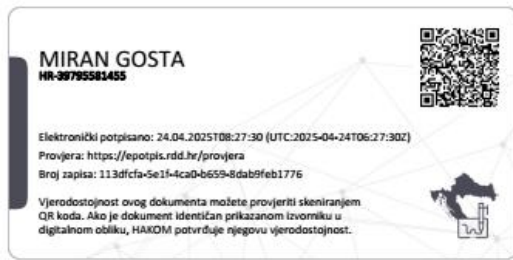 MIRAN GOSTA
HR-39795581455
Elektronički potpisano: 24.04.2025T08:27:30 (UTC:2025-04-24T06:27:30Z)
Provjera: https://epotpis.rdd.hr/provjera
Broj zapisa: 113dfcfa-5e1f-4ca0-b659-8dab9feb1776
Vjerodostojnost ovog dokumenta možete provjeriti skeniranjem
QR koda. Ako je dokument identičan prikazanom izvorniku u
digitalnom obliku, HAKOM potvrđuje njegovu vjerodostojnost.